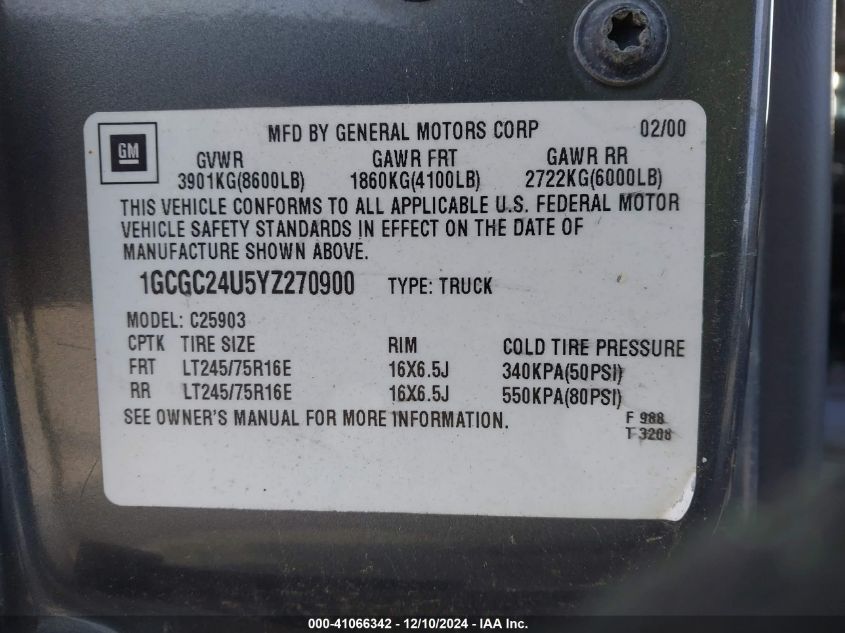 GM
MFD BY GENERAL MOTORS CORP 02/00
GVWR GAWR FRT GAWR RR
3901KG(8600LB) 1860KG(4100LB) 2722KG(6000LB)
THIS VEHICLE CONFORMS TO ALL APPLICABLE U.S. FEDERAL MOTOR
VEHICLE SAFETY STANDARDS IN EFFECT ON THE DATE OF
MANUFACTURE SHOWN ABOVE.
1GCGC24U5YZ270900 TYPE: TRUCK
MODEL: C25903
CPTK TIRE SIZE RIM COLD TIRE PRESSURE
FRT LT245/75R16E 16X6.5J 340KPA(50PSI)
RR LT245/75R16E 16X6.5J 550KPA(80PSI)
SEE OWNER'S MANUAL FOR MORE INFORMATION.
F 988
T 3208
000-41066342 - 12/10/2024 - IAA Inc.